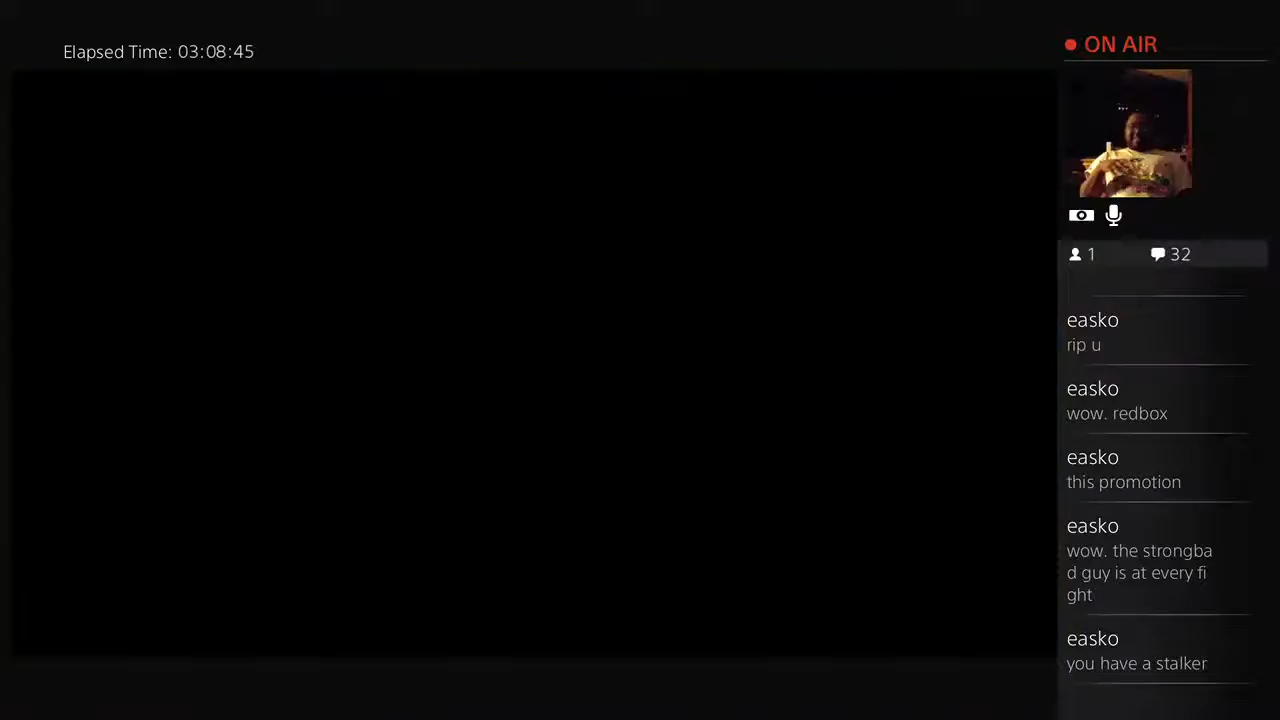 Elapsed Time: 03:08:45
ON AIR
1 32
easko
rip u
easko
wow. redbox
easko
this promotion
easko
wow. the strongba
d guy is at every fi
ght
easko
you have a stalker